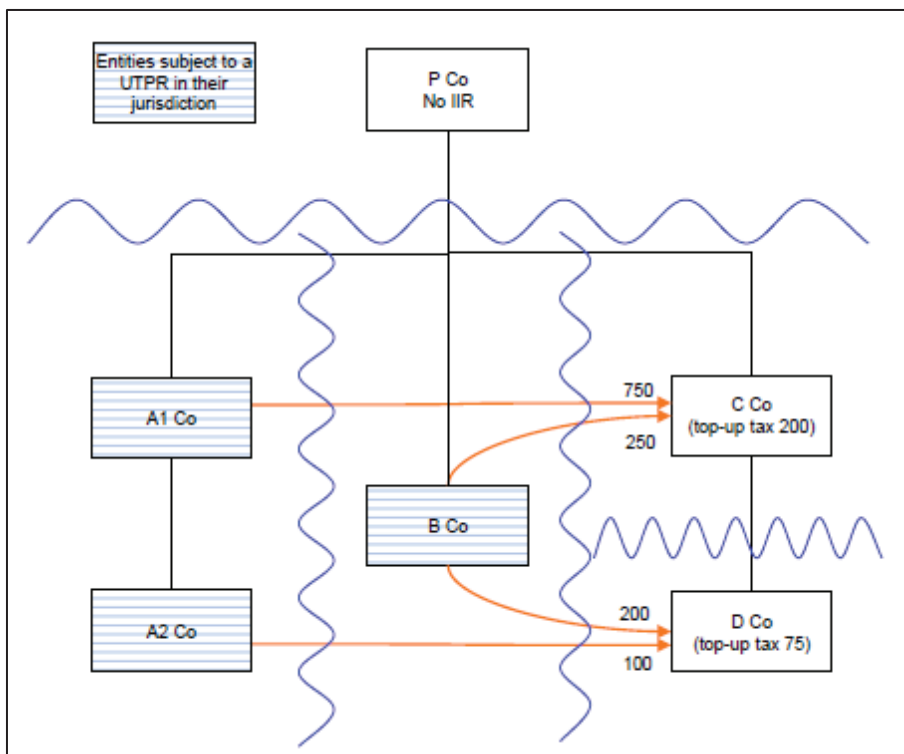 Entities subject to a
UTPR in their
jurisdiction
P Co
No IIR
A1 Co
750
C Co
(top-up tax 200)
250
B Co
A2 Co
200
D Co
(top-up tax 75)
100